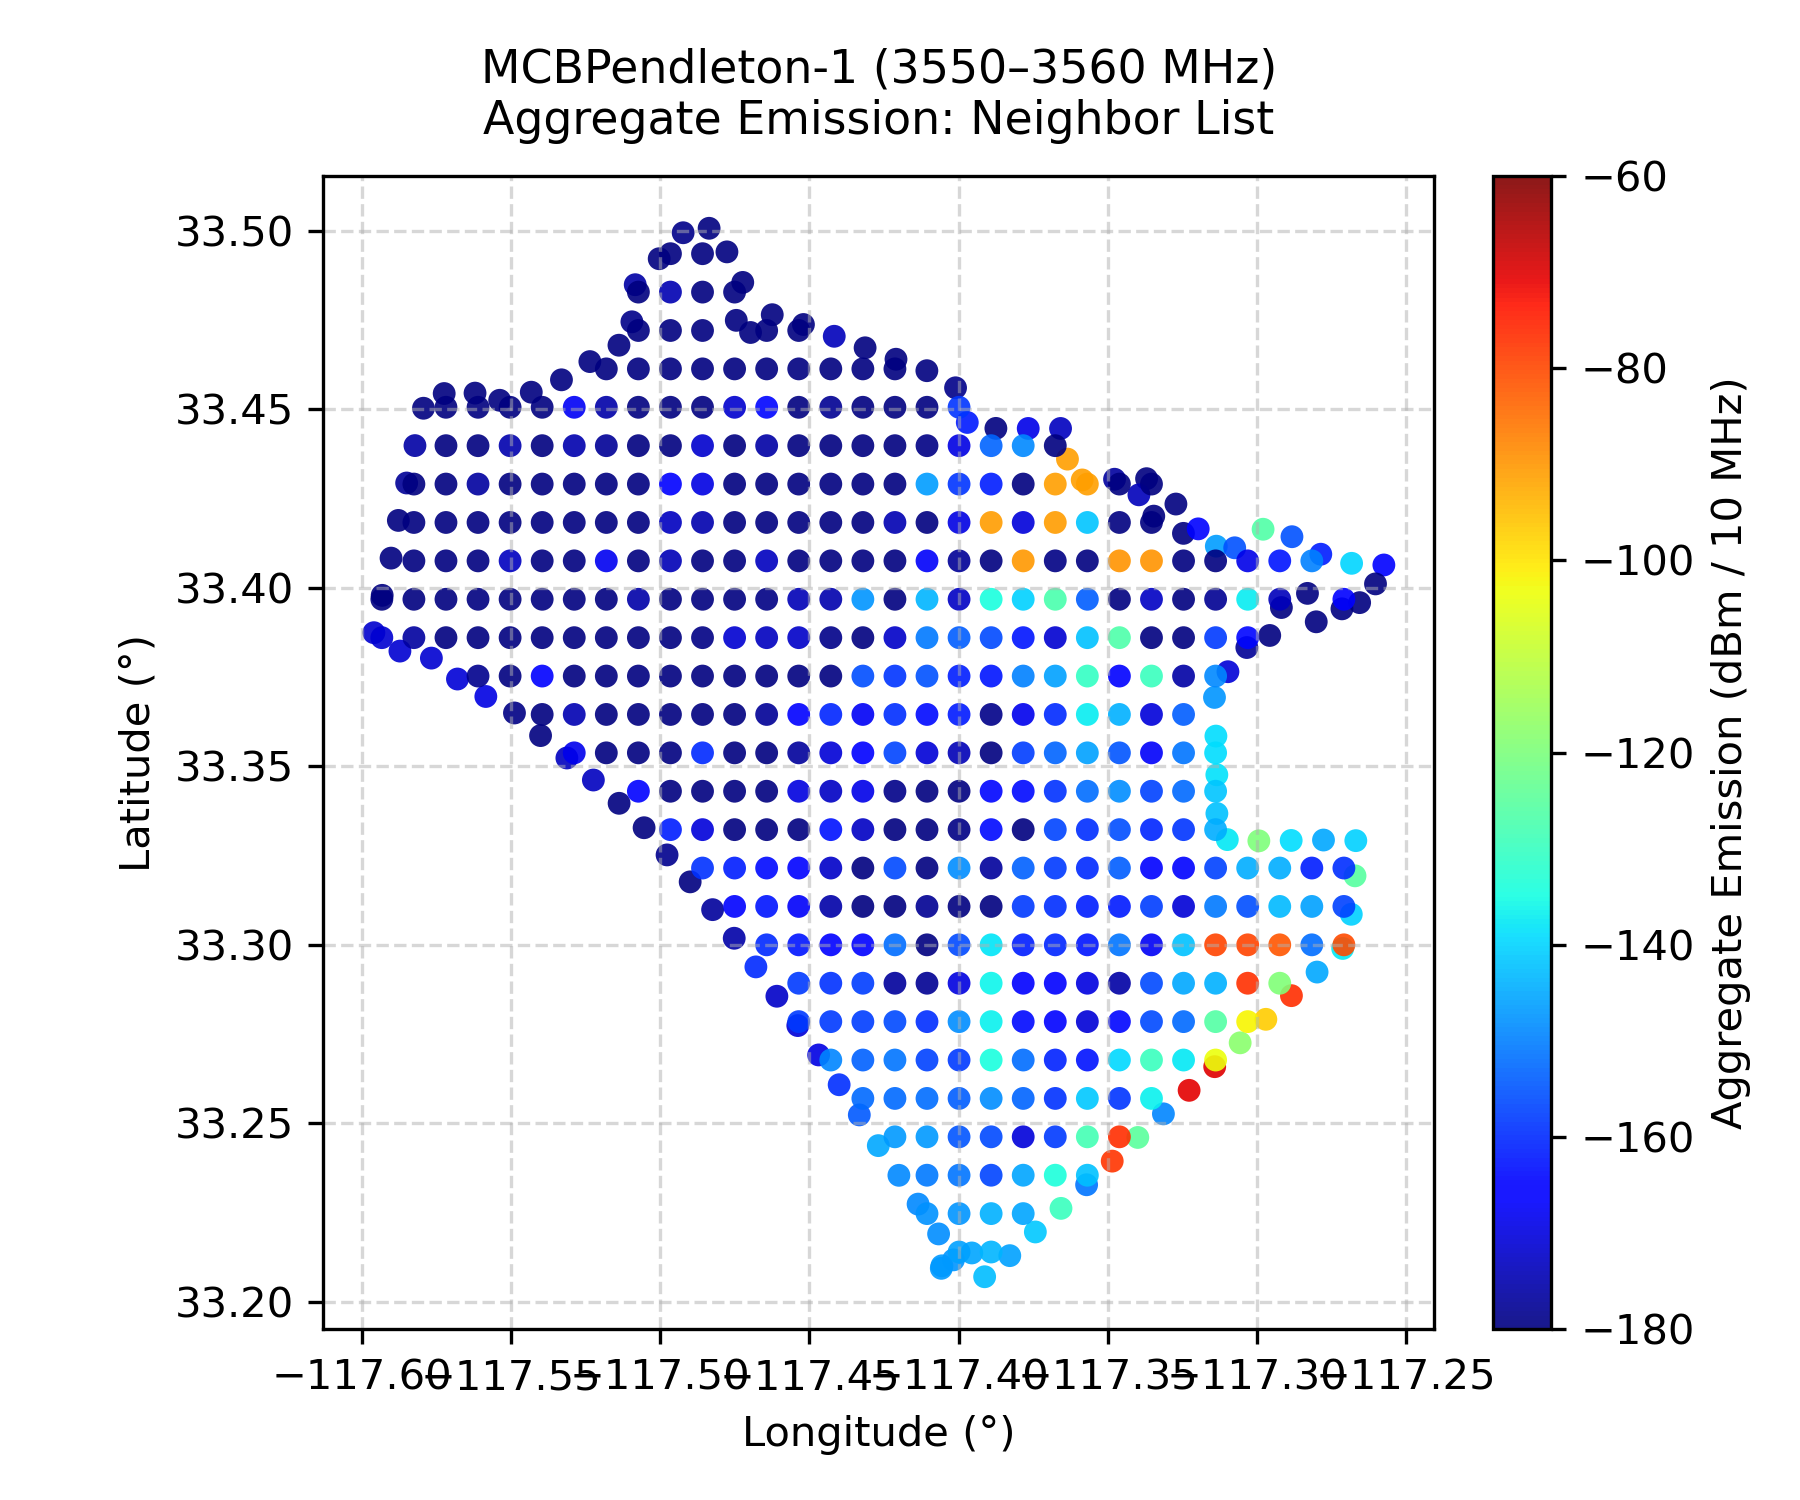 MCBPendleton-1 (3550–3560 MHz)
Aggregate Emission: Neighbor List
33.50
33.45
33.40
33.35
33.30
33.25
33.20
Latitude (°)
−117.60 −117.55 −117.50 −117.45 −117.40 −117.35 −117.30 −117.25
Longitude (°)
−60
−80
−100
−120
−140
−160
−180
Aggregate Emission (dBm / 10 MHz)